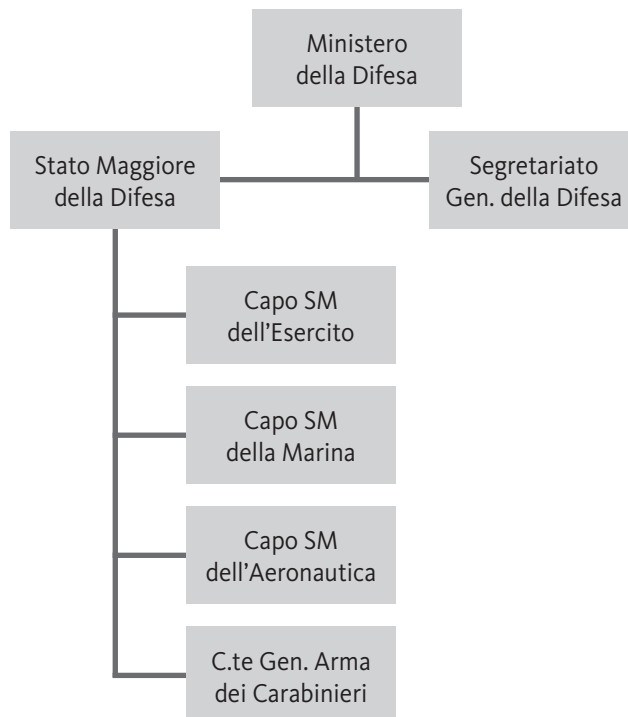 Ministero
della Difesa
Stato Maggiore
della Difesa
Segretariato
Gen. della Difesa
Capo SM
dell'Esercito
Capo SM
della Marina
Capo SM
dell'Aeronautica
C.te Gen. Arma
dei Carabinieri